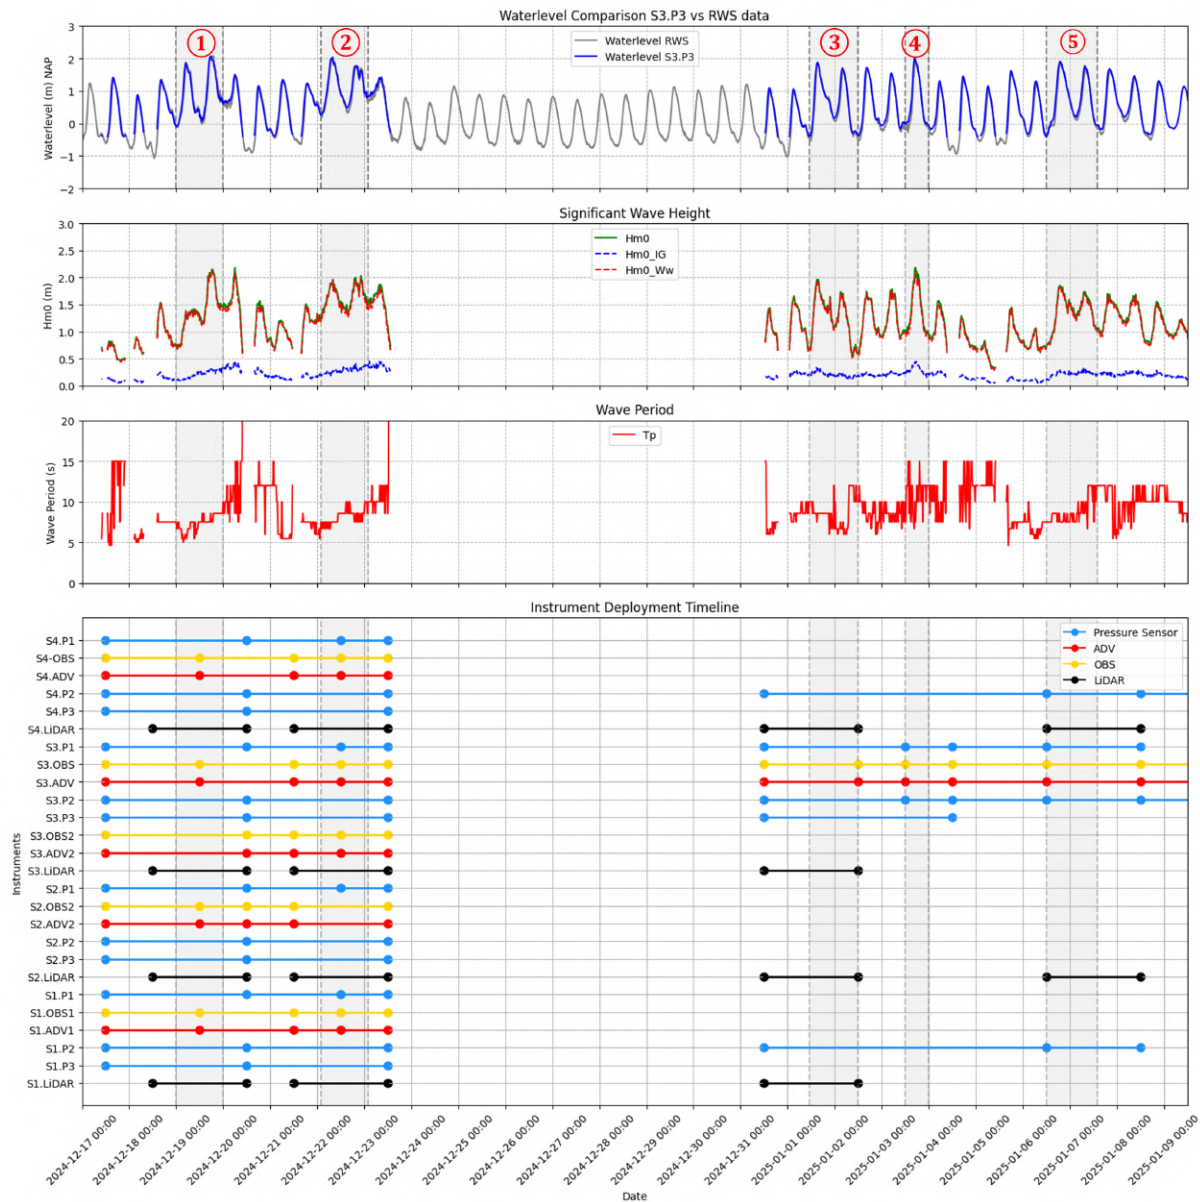 Waterlevel Comparison S3.P3 vs RWS data
Waterlevel (m) NAP
3
2
1
0
−1
−2
1
2
3
4
5
Waterlevel RWS
Waterlevel S3.P3
Significant Wave Height
Hm0 (m)
3.0
2.5
2.0
1.5
1.0
0.5
0.0
Hm0
Hm0_IG
Hm0_Ww
Wave Period
Wave Period (s)
20
15
10
5
0
Tp
Instrument Deployment Timeline
Instruments
S4.P1
S4-OBS
S4.ADV
S4.P2
S4.P3
S4.LiDAR
S3.P1
S3.OBS
S3.ADV
S3.P2
S3.P3
S3.OBS2
S3.ADV2
S3.LiDAR
S2.P1
S2.OBS2
S2.ADV2
S2.P2
S2.P3
S2.LiDAR
S1.P1
S1.OBS1
S1.ADV1
S1.P2
S1.P3
S1.LiDAR
Pressure Sensor
ADV
OBS
LiDAR
2024-12-17 00:00
2024-12-18 00:00
2024-12-19 00:00
2024-12-20 00:00
2024-12-21 00:00
2024-12-22 00:00
2024-12-23 00:00
2024-12-24 00:00
2024-12-25 00:00
2024-12-26 00:00
2024-12-27 00:00
2024-12-28 00:00
2024-12-29 00:00
2024-12-30 00:00
2024-12-31 00:00
2025-01-01 00:00
2025-01-02 00:00
2025-01-03 00:00
2025-01-04 00:00
2025-01-05 00:00
2025-01-06 00:00
2025-01-07 00:00
2025-01-08 00:00
2025-01-09 00:00
Date